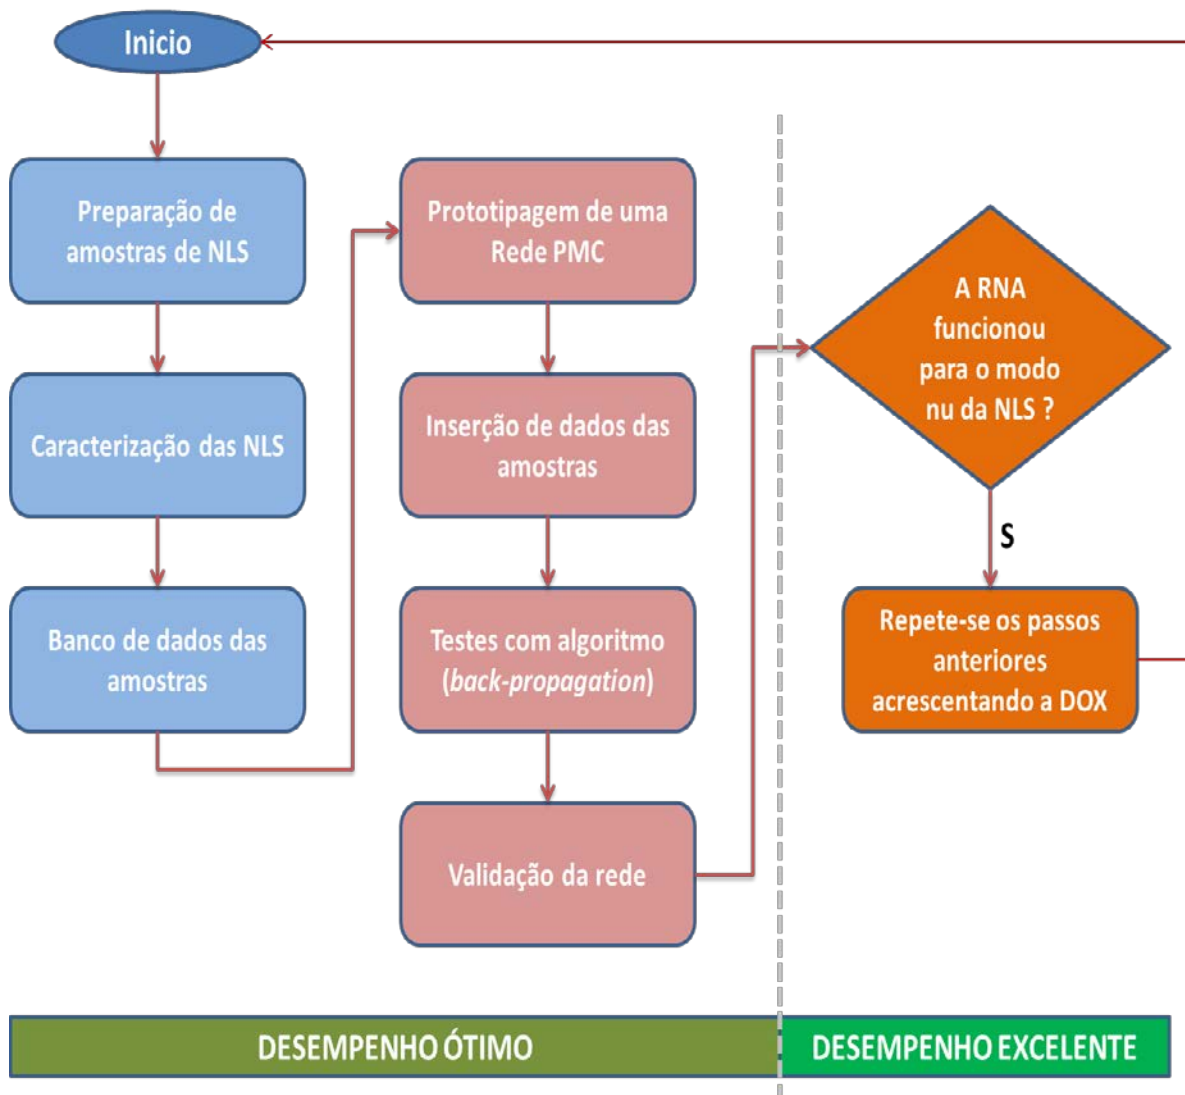 Inicio
Preparação de
amostras de NLS
Caracterização das NLS
Banco de dados das
amostras
Prototipagem de uma
Rede PMC
Inserção de dados das
amostras
Testes com algoritmo
(back-propagation)
Validação da rede
A RNA
funcionou
para o modo
nu da NLS ?
S
Repete-se os passos
anteriores
acrescentando a DOX
DESEMPENHO ÓTIMO
DESEMPENHO EXCELENTE